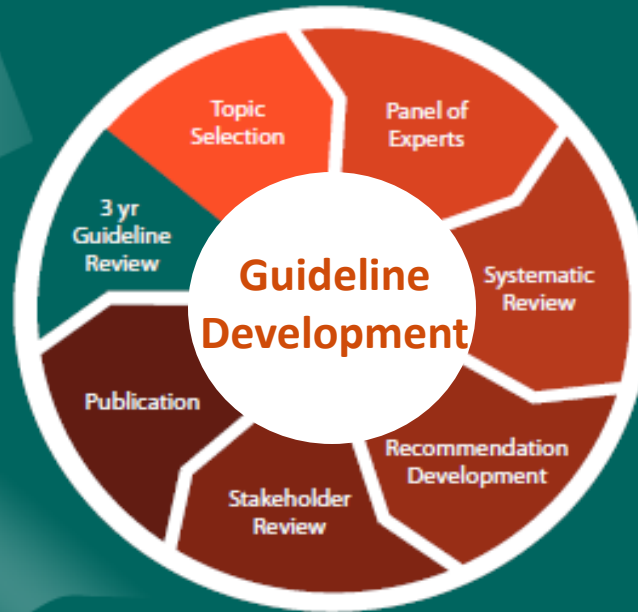 Topic
Selection
Panel of
Experts
Systematic
Review
Recommendation
Development
Stakeholder
Review
Publication
3 yr
Guideline
Review
Guideline
Development